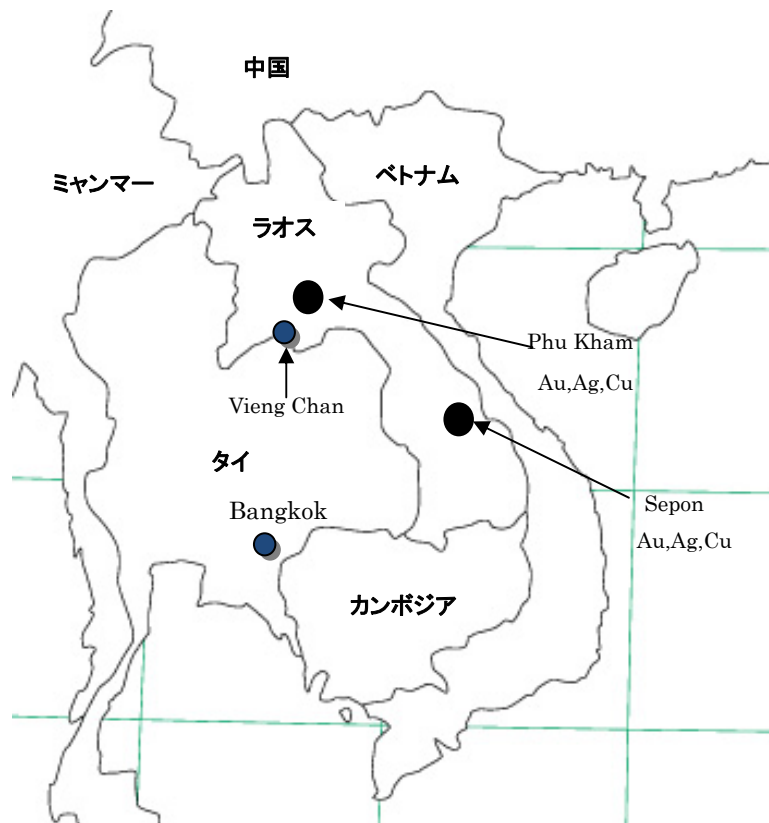 中国
ミャンマー
ベトナム
ラオス
Phu Kham
Au,Ag,Cu
Vieng Chan
タイ
Bangkok
Sepon
Au,Ag,Cu
カンボジア